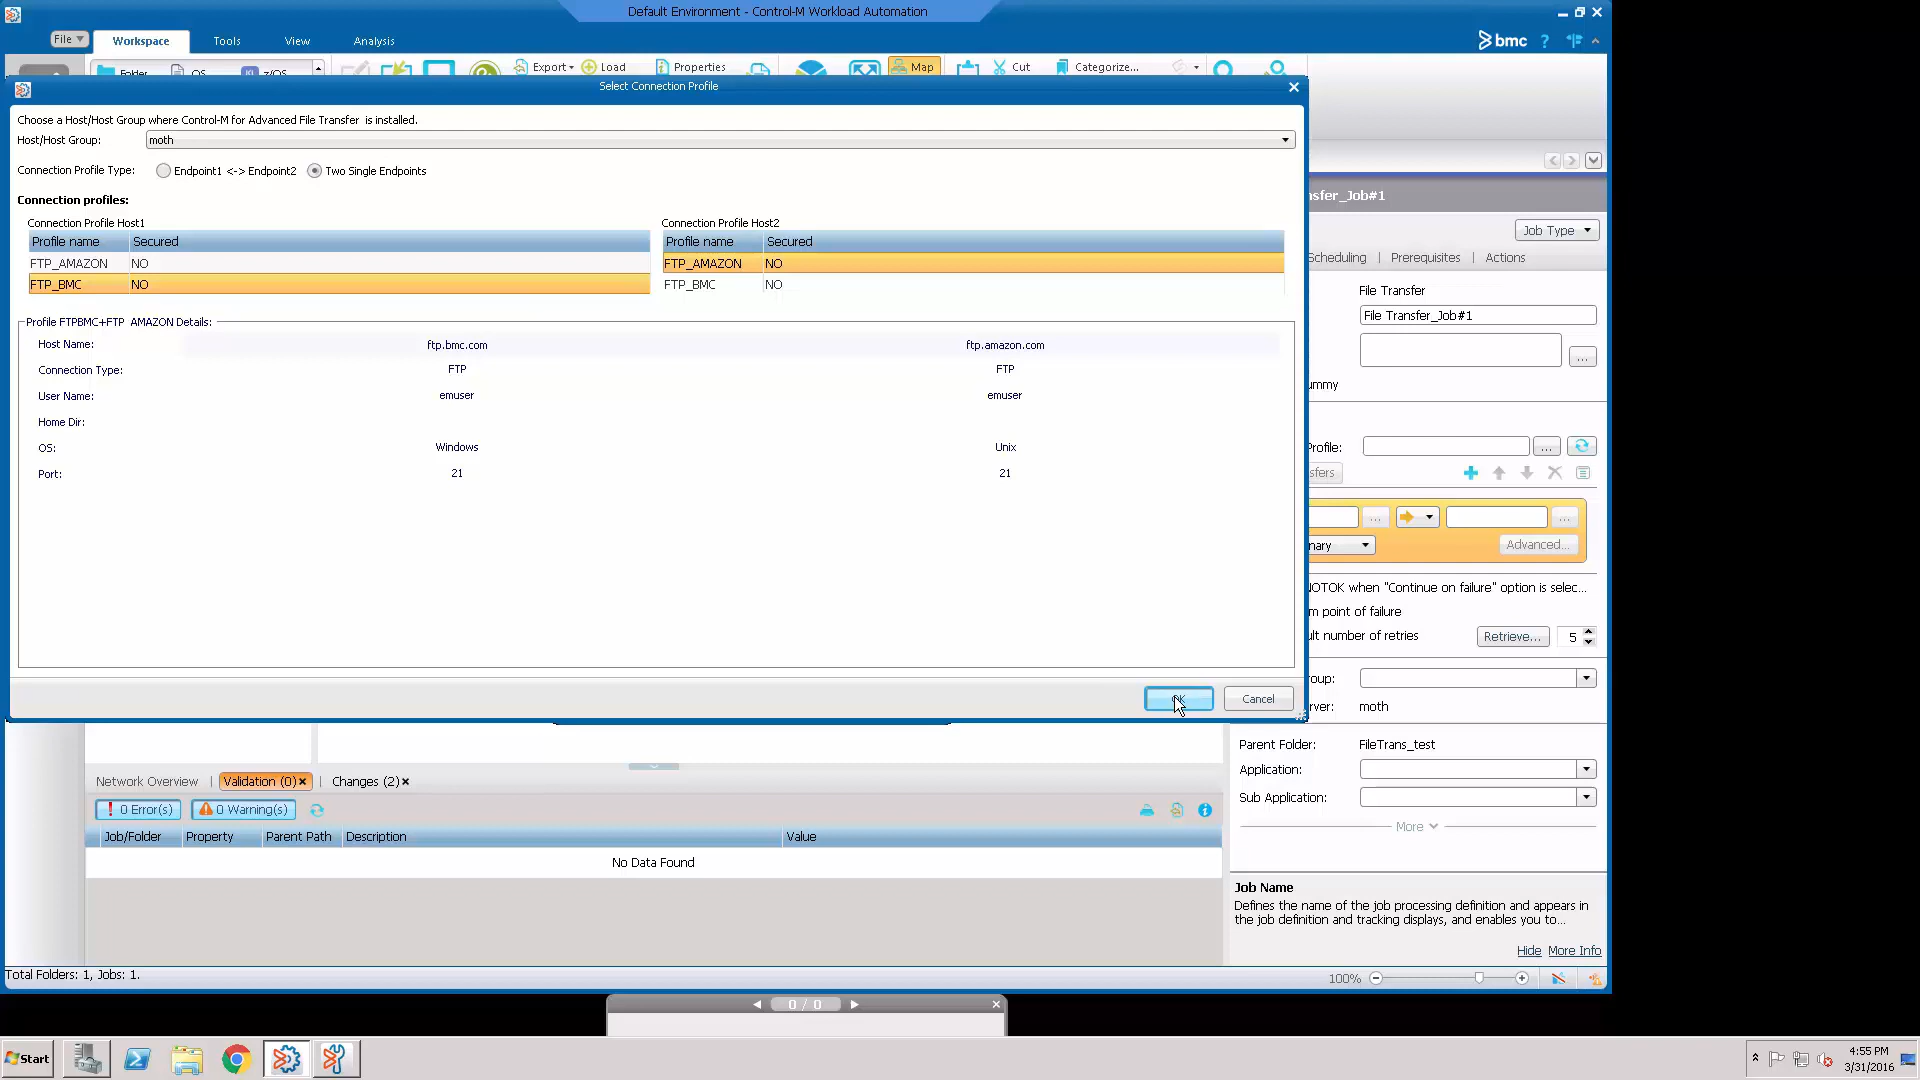 Default Environment - Control-M Workload Automation
File
Workspace
Tools
View
Analysis
bmc
?
Folder
OS
z/OS
Export
Load
Properties
Map
Cut
Categorize...
Select Connection Profile
Choose a Host/Host Group where Control-M for Advanced File Transfer is installed.
Host/Host Group:
moth
Connection Profile Type:
Endpoint1 <-> Endpoint2
Two Single Endpoints
Connection profiles:
Connection Profile Host1
Profile name
Secured
FTP_AMAZON
NO
FTP_BMC
NO
Connection Profile Host2
Profile name
Secured
FTP_AMAZON
NO
FTP_BMC
NO
Profile FTPBMC+FTP AMAZON Details:
Host Name:
ftp.bmc.com
ftp.amazon.com
Connection Type:
FTP
FTP
User Name:
emuser
emuser
Home Dir:
OS:
Windows
Unix
Port:
21
21
OK
Cancel
nsfer_Job#1
Job Type
Scheduling
Prerequisites
Actions
File Transfer
File Transfer_Job#1
...
ummy
Profile:
...
sfers
...
...
nary
Advanced...
NOTOK when "Continue on failure" option is selec...
m point of failure
ult number of retries
Retrieve...
5
oup:
rver:
moth
Parent Folder:
FileTrans_test
Application:
Sub Application:
More
Job Name
Defines the name of the job processing definition and appears in
the job definition and tracking displays, and enables you to...
Hide
More Info
Network Overview
Validation (0)
Changes (2)
0 Error(s)
0 Warning(s)
Job/Folder
Property
Parent Path
Description
Value
No Data Found
Total Folders: 1, Jobs: 1.
100%
0 / 0
Start
4:55 PM
3/31/2016